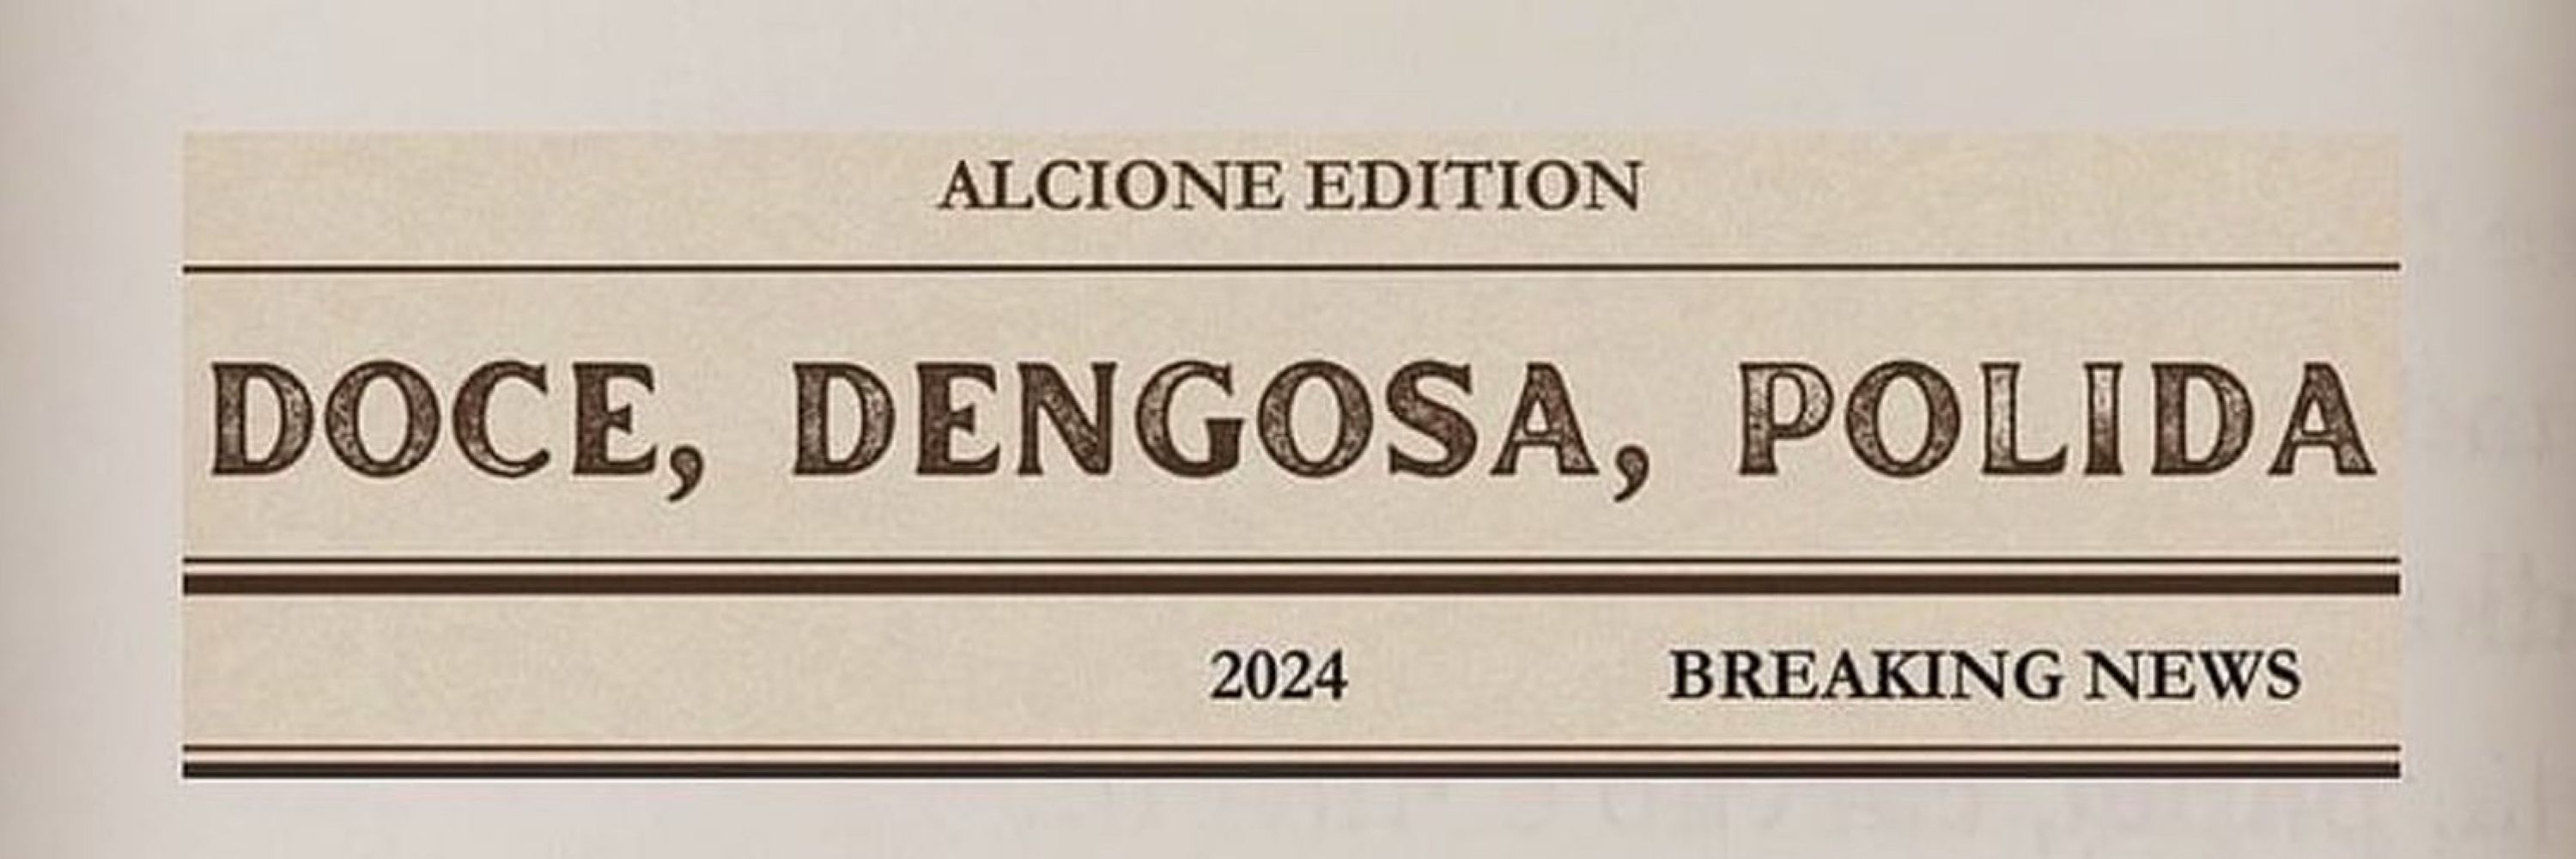 ALCIONE EDITION
DOCE, DENGOSA, POLIDA
2024 BREAKING NEWS